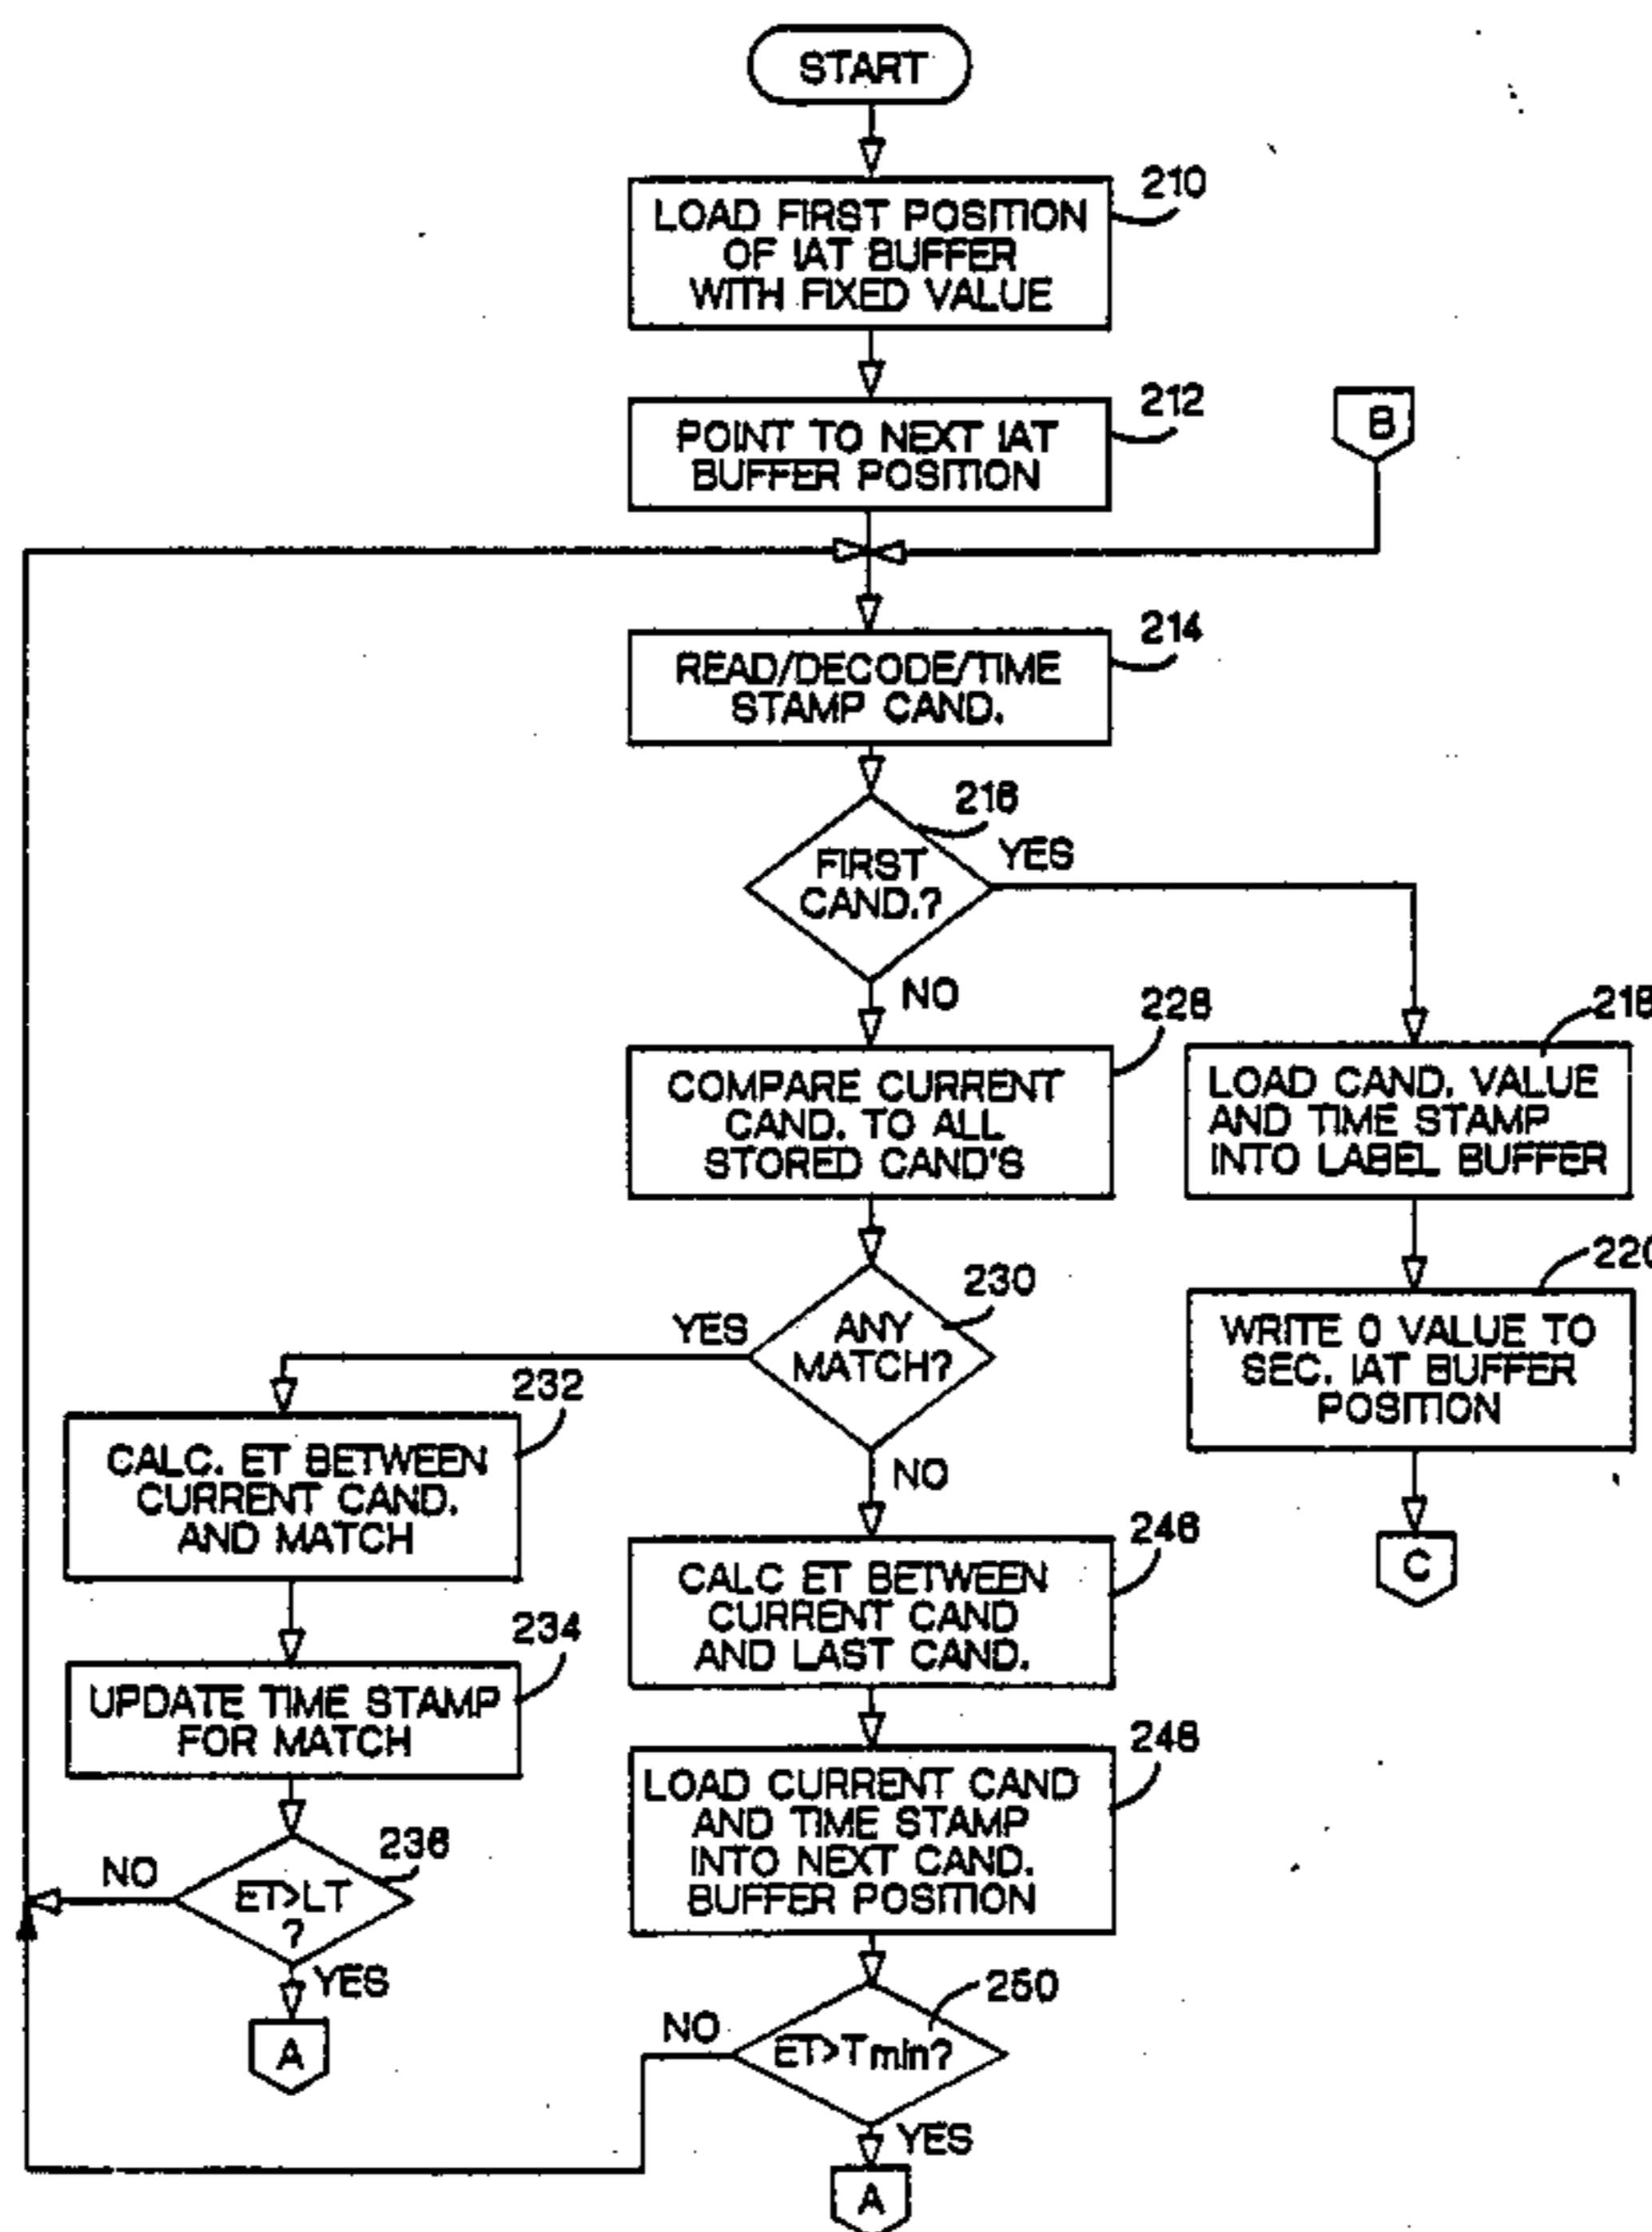 START
210
LOAD FIRST POSITION
OF IAT BUFFER
WITH FIXED VALUE
212
POINT TO NEXT IAT
BUFFER POSITION
B
214
READ/DECODE/TIME
STAMP CAND.
216
FIRST
CAND.?
YES
NO
228
COMPARE CURRENT
CAND. TO ALL
STORED CAND'S
218
LOAD CAND. VALUE
AND TIME STAMP
INTO LABEL BUFFER
220
WRITE 0 VALUE TO
SEC. IAT BUFFER
POSITION
C
230
ANY
MATCH?
YES
NO
232
CALC. ET BETWEEN
CURRENT CAND.
AND MATCH
234
UPDATE TIME STAMP
FOR MATCH
236
ET>LT
?
NO
YES
A
246
CALC ET BETWEEN
CURRENT CAND
AND LAST CAND.
248
LOAD CURRENT CAND
AND TIME STAMP
INTO NEXT CAND.
BUFFER POSITION
250
ET>Tmin?
NO
YES
A